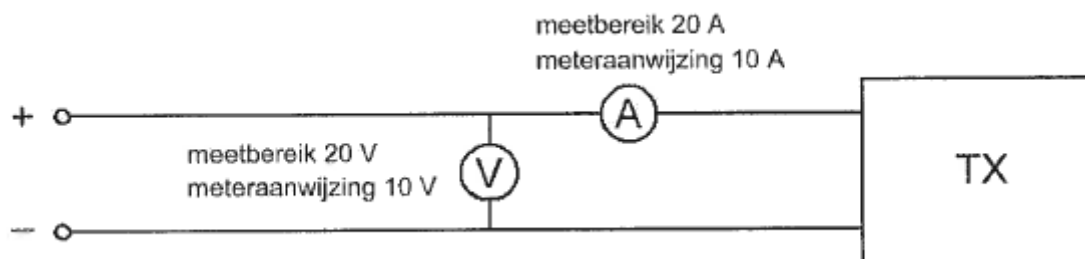 meetbereik 20 A
meteraanwijzing 10 A
+
A
meetbereik 20 V
meteraanwijzing 10 V
V
TX
−